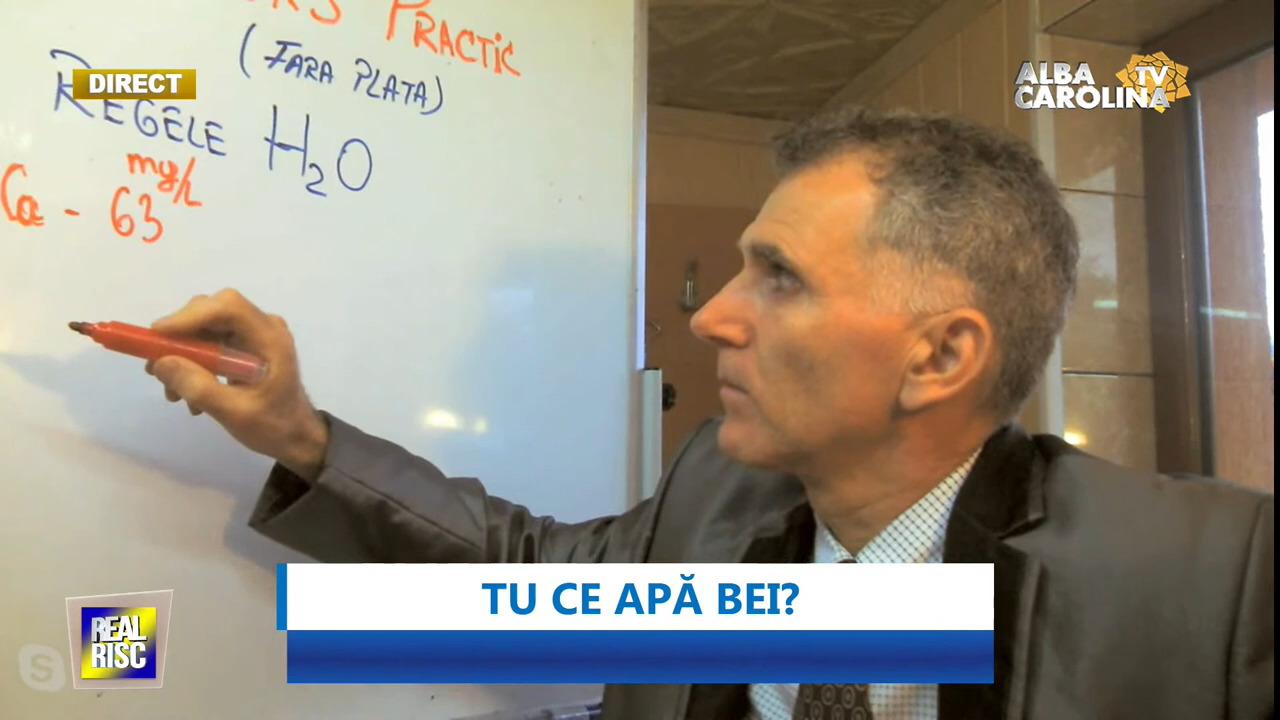 PRACTIC
(FARA PLATA)
DIRECT
REGELE H₂O
ALBA
CAROLINA
TV
mg/L
Ca - 63
TU CE APĂ BEI?
REAL
RISC
S